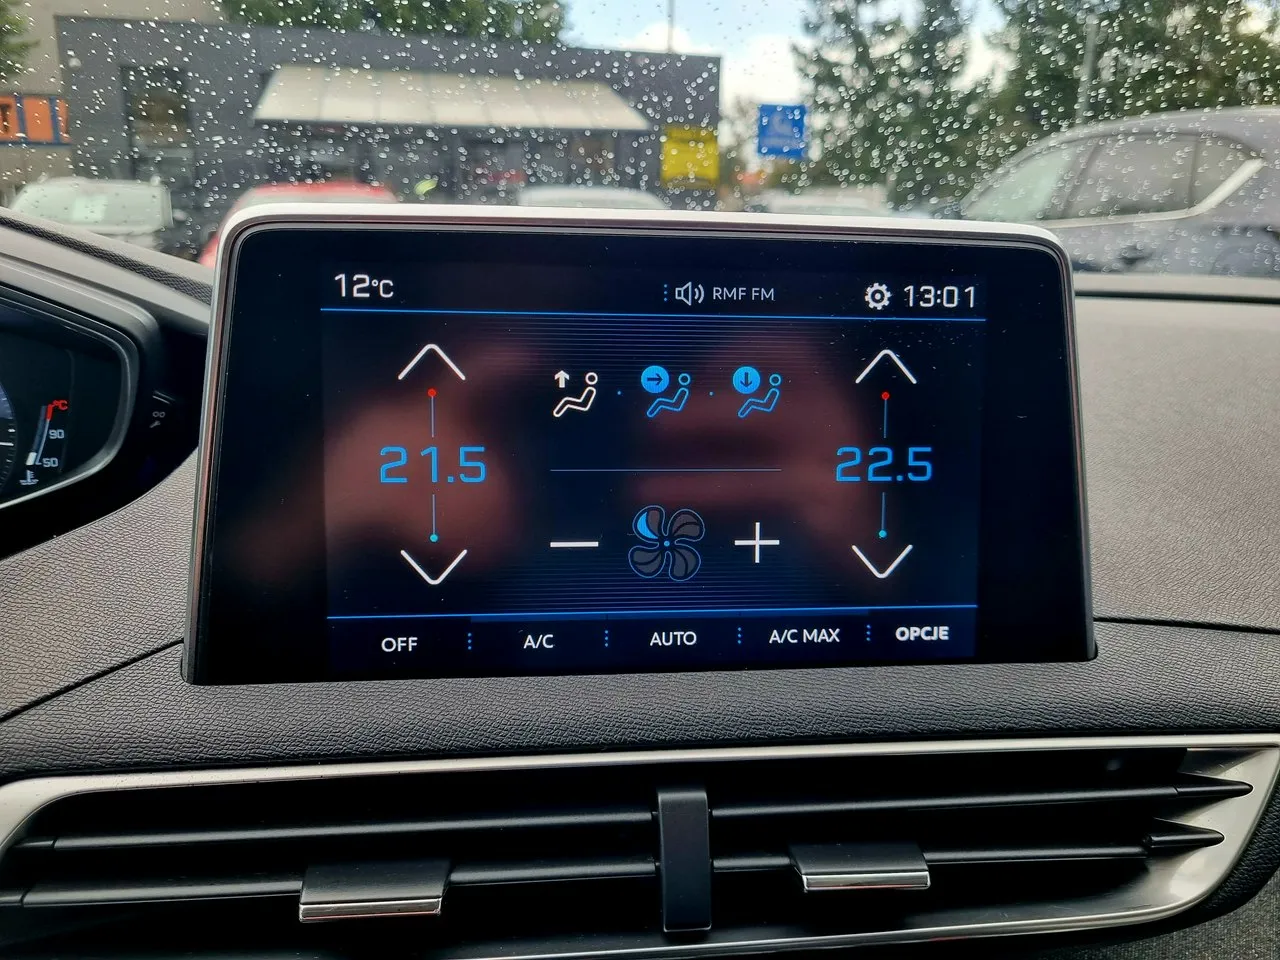 12°C RMF FM 13:01
21.5 22.5
OFF A/C AUTO A/C MAX OPCJE
°C
90
50